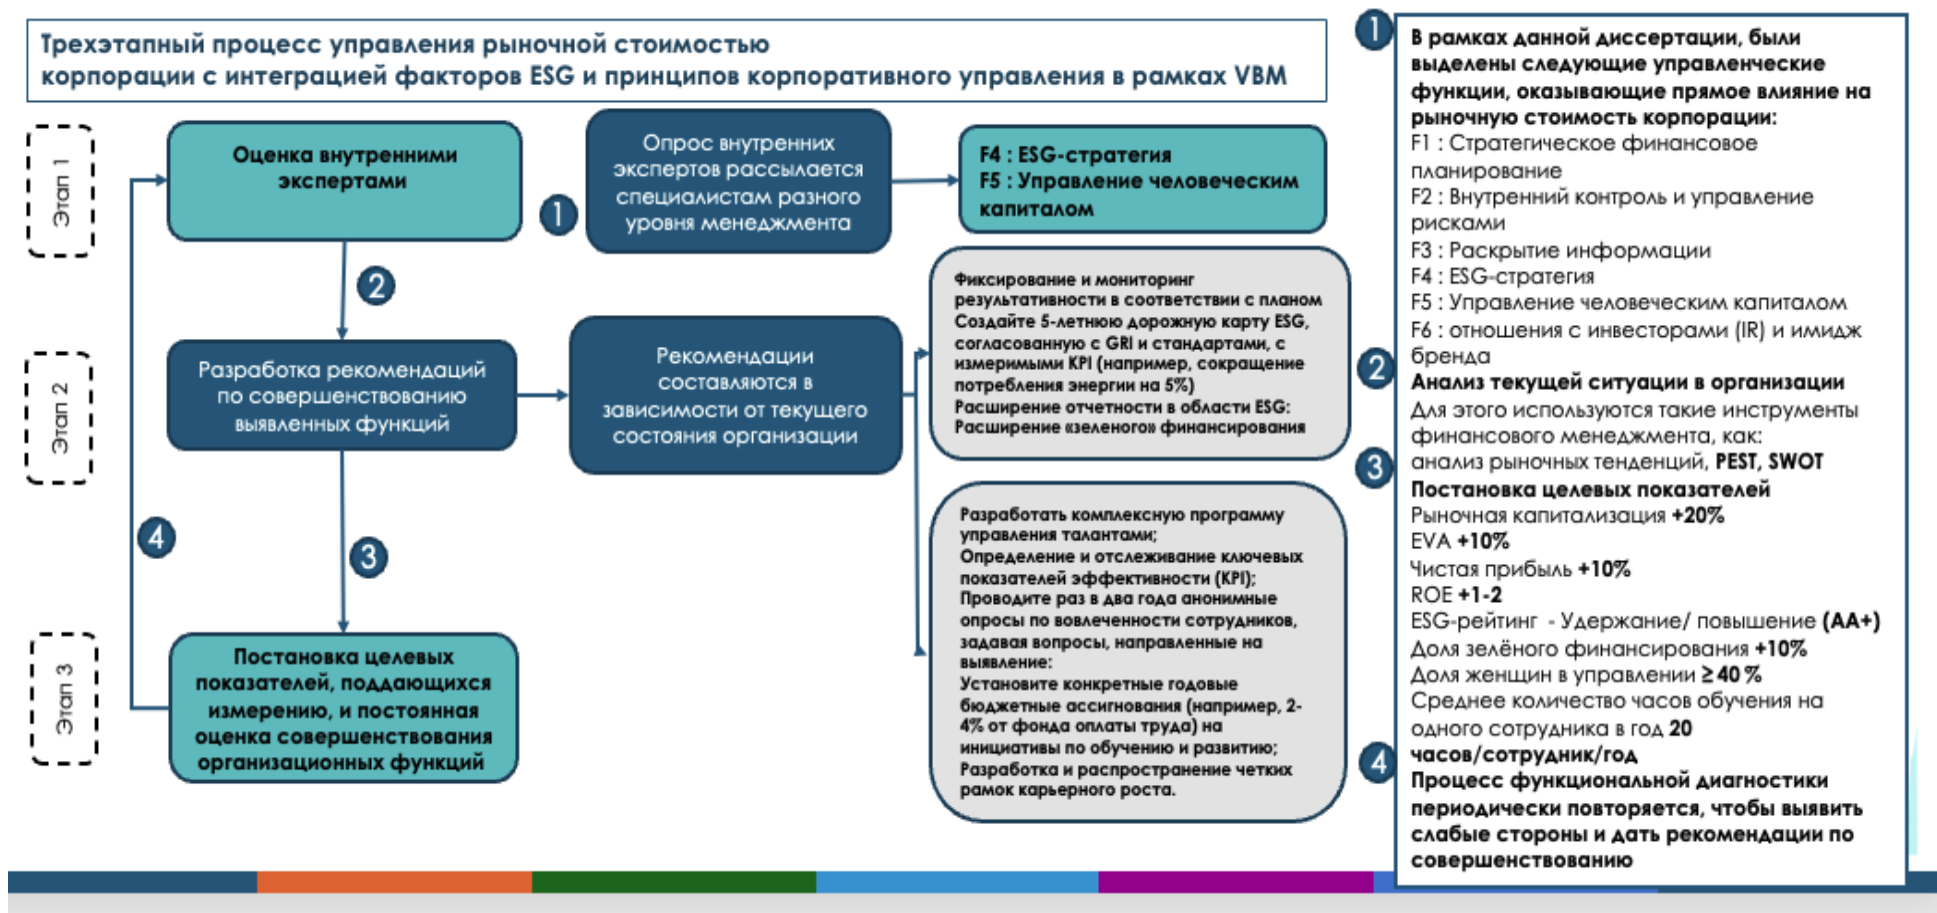 Трехэтапный процесс управления рыночной стоимостью
корпорации с интеграцией факторов ESG и принципов корпоративного управления в рамках VBM
Этап 1
Оценка внутренними
экспертами
1
Опрос внутренних
экспертов рассылается
специалистам разного
уровня менеджмента
F4 : ESG-стратегия
F5 : Управление человеческим
капиталом
2
Этап 2
Разработка рекомендаций
по совершенствованию
выявленных функций
Рекомендации
составляются в
зависимости от текущего
состояния организации
Фиксирование и мониторинг
результативности в соответствии с планом
Создайте 5-летнюю дорожную карту ESG,
согласованную с GRI и стандартами, с
измеримыми KPI (например, сокращение
потребления энергии на 5%)
Расширение отчетности в области ESG:
Расширение «зеленого» финансирования
4
3
Разработать комплексную программу
управления талантами;
Определение и отслеживание ключевых
показателей эффективности (KPI);
Проводите раз в два года анонимные
опросы по вовлеченности сотрудников,
задавая вопросы, направленные на
выявление:
Установите конкретные годовые
бюджетные ассигнования (например, 2-
4% от фонда оплаты труда) на
инициативы по обучению и развитию;
Разработка и распространение четких
рамок карьерного роста.
Этап 3
Постановка целевых
показателей, поддающихся
измерению, и постоянная
оценка совершенствования
организационных функций
1
В рамках данной диссертации, были
выделены следующие управленческие
функции, оказывающие прямое влияние на
рыночную стоимость корпорации:
F1 : Стратегическое финансовое
планирование
F2 : Внутренний контроль и управление
рисками
F3 : Раскрытие информации
F4 : ESG-стратегия
F5 : Управление человеческим капиталом
F6 : отношения с инвесторами (IR) и имидж
бренда
2
Анализ текущей ситуации в организации
Для этого используются такие инструменты
финансового менеджмента, как:
анализ рыночных тенденций, PEST, SWOT
3
Постановка целевых показателей
Рыночная капитализация +20%
EVA +10%
Чистая прибыль +10%
ROE +1-2
ESG-рейтинг - Удержание/ повышение (AA+)
Доля зелёного финансирования +10%
Доля женщин в управлении ≥ 40 %
Среднее количество часов обучения на
одного сотрудника в год 20
часов/сотрудник/год
4
Процесс функциональной диагностики
периодически повторяется, чтобы выявить
слабые стороны и дать рекомендации по
совершенствованию